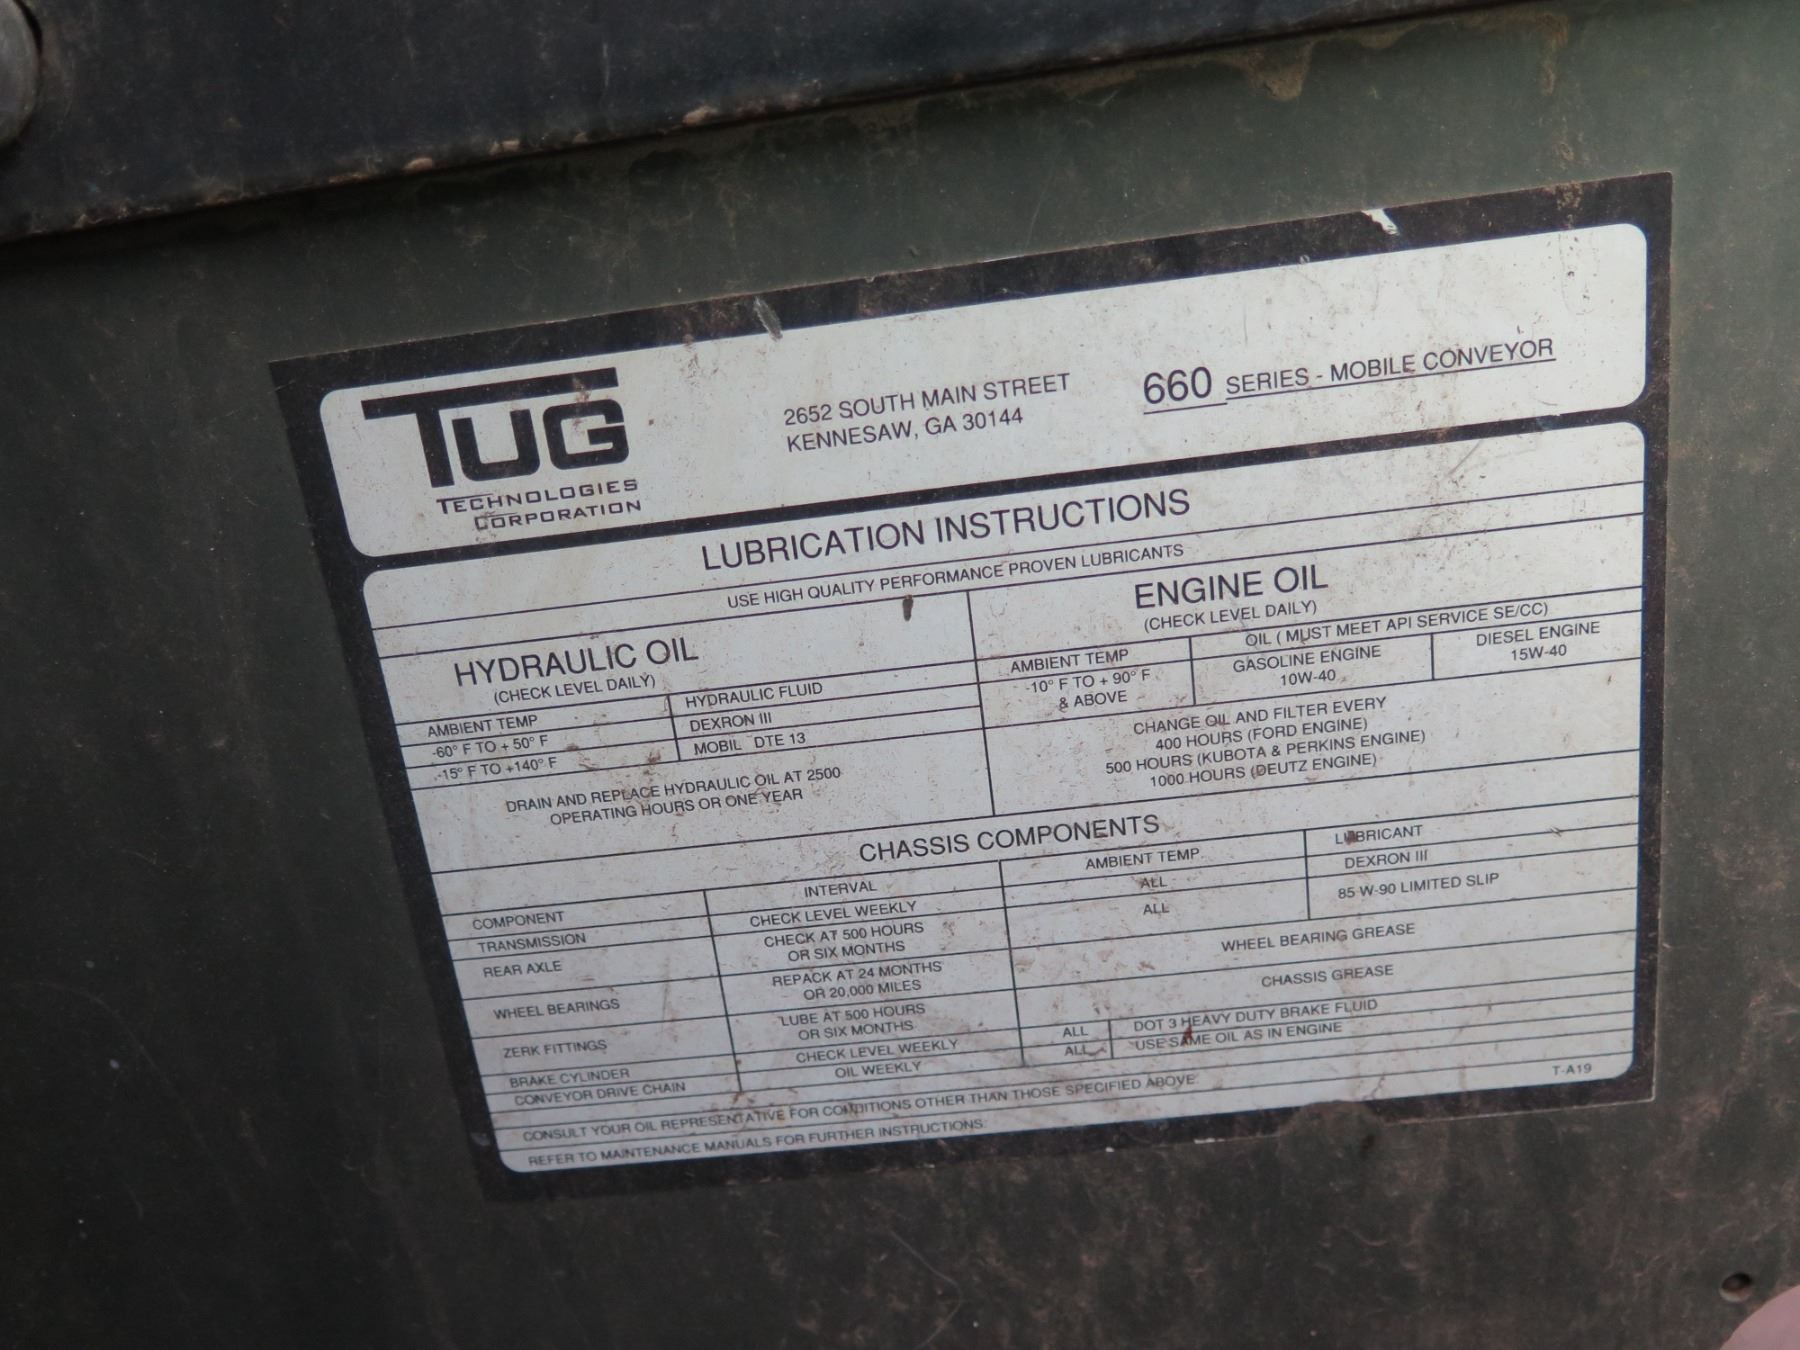 TUG
TECHNOLOGIES
CORPORATION
2652 SOUTH MAIN STREET
KENNESAW, GA 30144
660 SERIES - MOBILE CONVEYOR
LUBRICATION INSTRUCTIONS
USE HIGH QUALITY PERFORMANCE PROVEN LUBRICANTS
HYDRAULIC OIL
(CHECK LEVEL DAILY)
AMBIENT TEMP HYDRAULIC FLUID
-60° F TO + 50° F DEXRON III
-15° F TO +140° F MOBIL DTE 13
DRAIN AND REPLACE HYDRAULIC OIL AT 2500
OPERATING HOURS OR ONE YEAR
ENGINE OIL
(CHECK LEVEL DAILY)
OIL ( MUST MEET API SERVICE SE/CC)
AMBIENT TEMP GASOLINE ENGINE DIESEL ENGINE
-10° F TO + 90° F 10W-40 15W-40
& ABOVE
CHANGE OIL AND FILTER EVERY
400 HOURS (FORD ENGINE)
500 HOURS (KUBOTA & PERKINS ENGINE)
1000 HOURS (DEUTZ ENGINE)
CHASSIS COMPONENTS
COMPONENT INTERVAL AMBIENT TEMP LUBRICANT
TRANSMISSION CHECK LEVEL WEEKLY ALL DEXRON III
REAR AXLE CHECK AT 500 HOURS ALL 85 W-90 LIMITED SLIP
OR SIX MONTHS
WHEEL BEARINGS REPACK AT 24 MONTHS WHEEL BEARING GREASE
OR 20,000 MILES
ZERK FITTINGS LUBE AT 500 HOURS CHASSIS GREASE
OR SIX MONTHS
BRAKE CYLINDER CHECK LEVEL WEEKLY ALL DOT 3 HEAVY DUTY BRAKE FLUID
CONVEYOR DRIVE CHAIN OIL WEEKLY ALL USE SAME OIL AS IN ENGINE
CONSULT YOUR OIL REPRESENTATIVE FOR CONDITIONS OTHER THAN THOSE SPECIFIED ABOVE.
REFER TO MAINTENANCE MANUALS FOR FURTHER INSTRUCTIONS.
T-A19